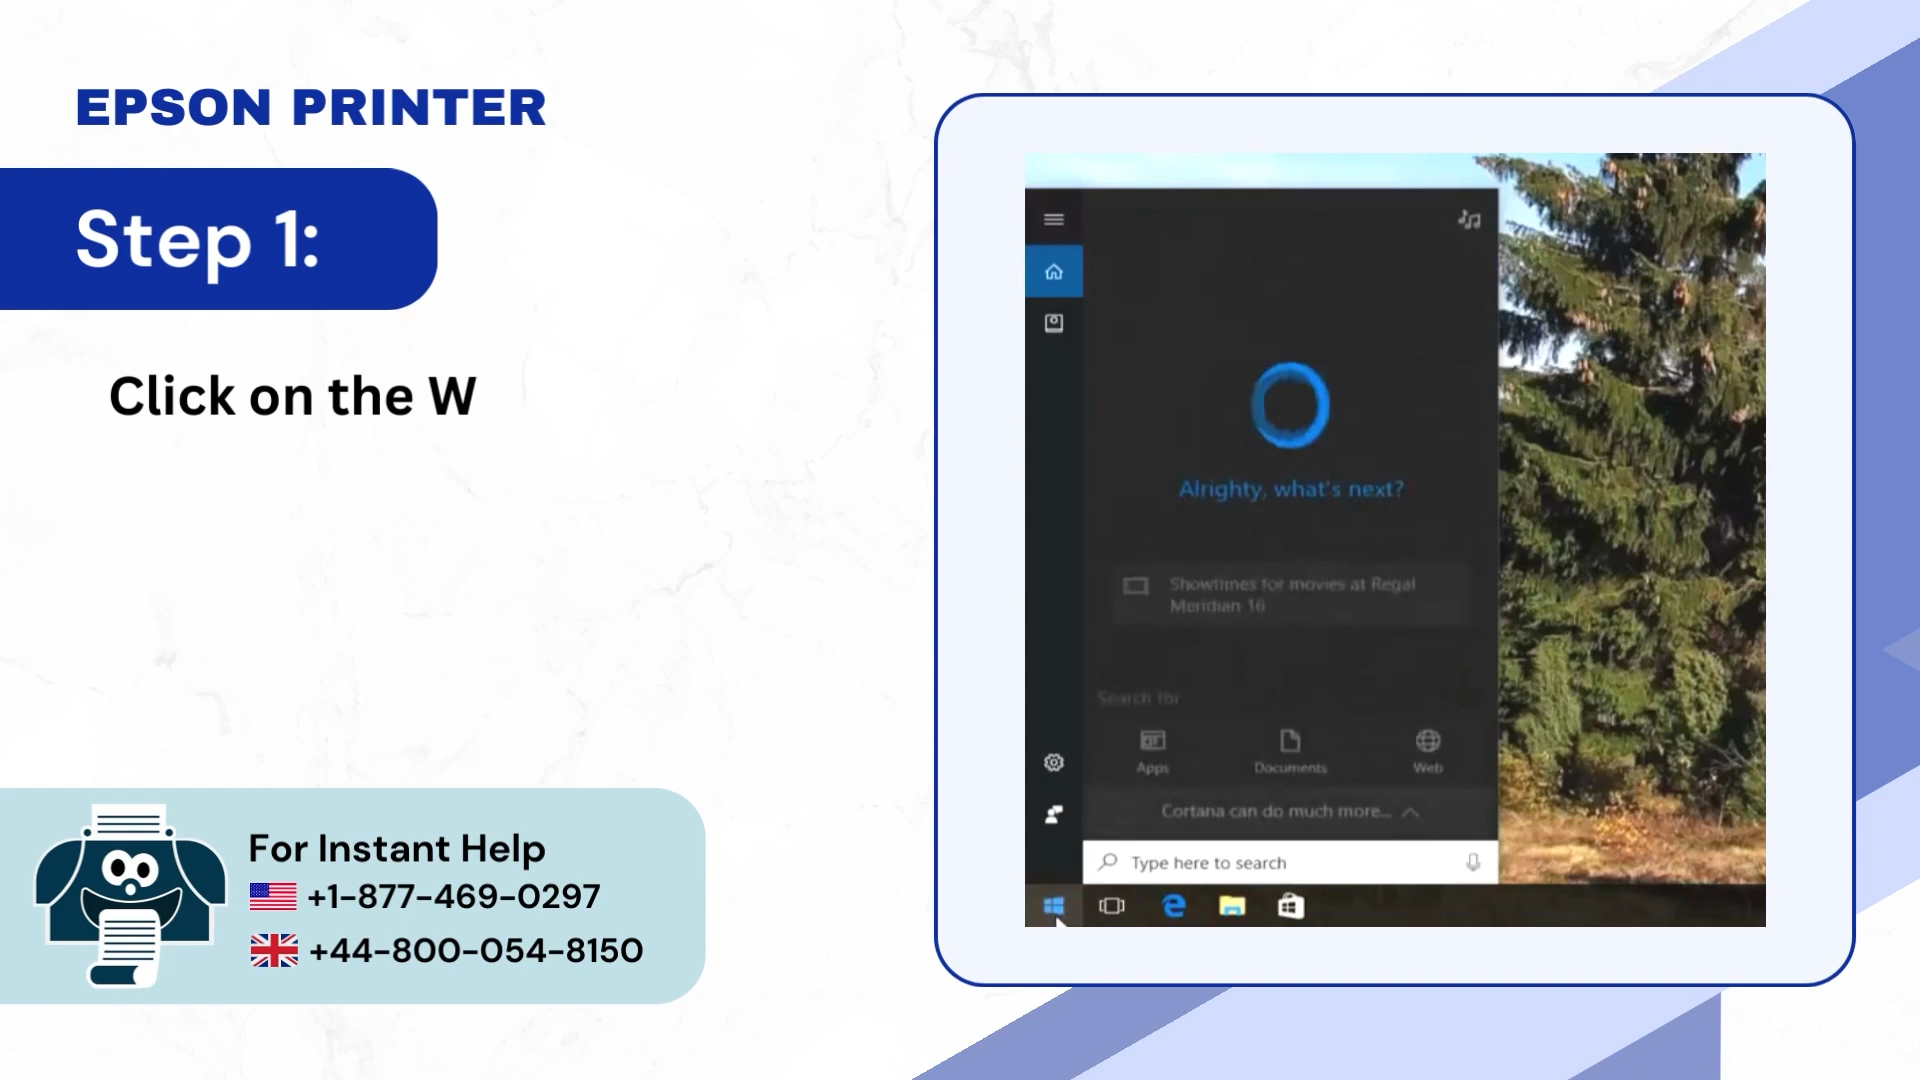 EPSON PRINTER
Step 1:
Click on the W
For Instant Help
+1-877-469-0297
+44-800-054-8150
Alrighty, what's next?
Showtimes for movies at Regal
Meridian 16
Search for
Apps
Documents
Web
Cortana can do much more...
Type here to search